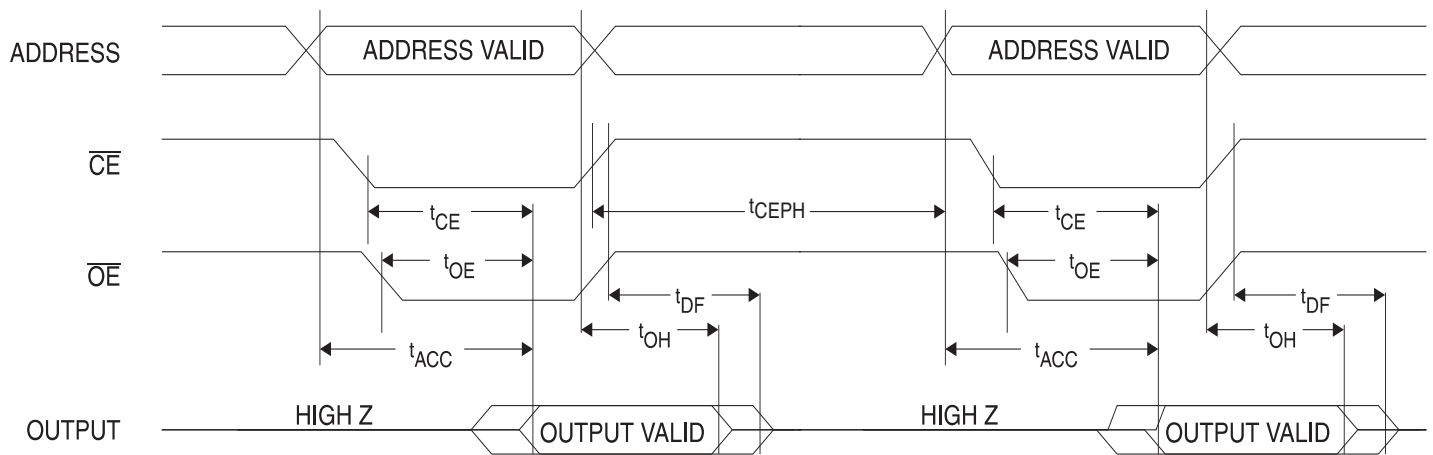 ADDRESS
ADDRESS VALID
ADDRESS VALID
CE
tCE
tCEPH
tCE
OE
tOE
tOE
tDF
tDF
tOH
tOH
tACC
tACC
OUTPUT
HIGH Z
OUTPUT VALID
HIGH Z
OUTPUT VALID